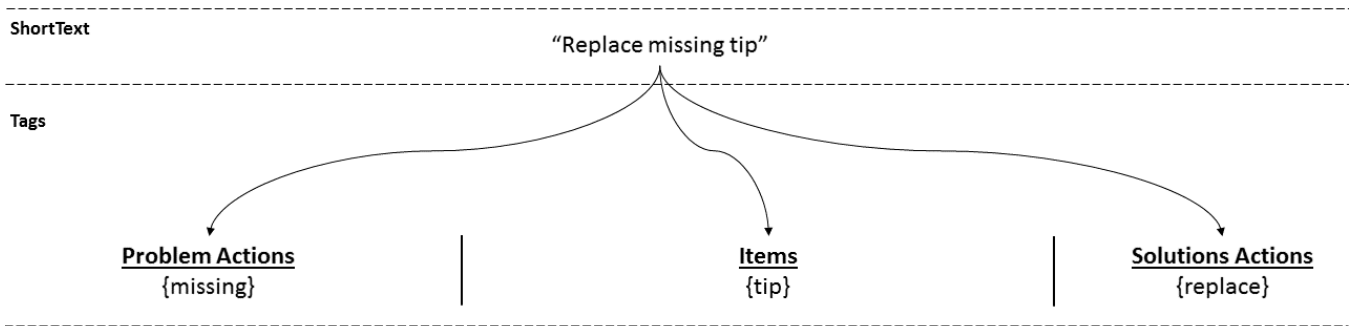 ShortText
“Replace missing tip”
Tags
Problem Actions
{missing}
Items
{tip}
Solutions Actions
{replace}